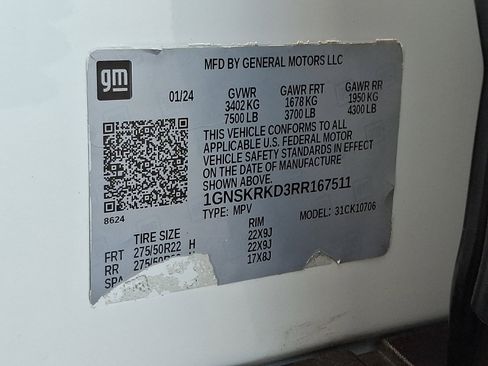 gm
MFD BY GENERAL MOTORS LLC
01/24 GVWR GAWR FRT GAWR RR
3402 KG 1678 KG 1950 KG
7500 LB 3700 LB 4300 LB
THIS VEHICLE CONFORMS TO ALL
APPLICABLE U.S. FEDERAL MOTOR
VEHICLE SAFETY STANDARDS IN EFFECT
ON THE DATE OF MANUFACTURE
SHOWN ABOVE.
1GNSKRKD3RR167511
8624
TYPE: MPV MODEL: 31CK10706
TIRE SIZE RIM
FRT 275/50R22 H 22X9J
RR 22X9J
17X8J